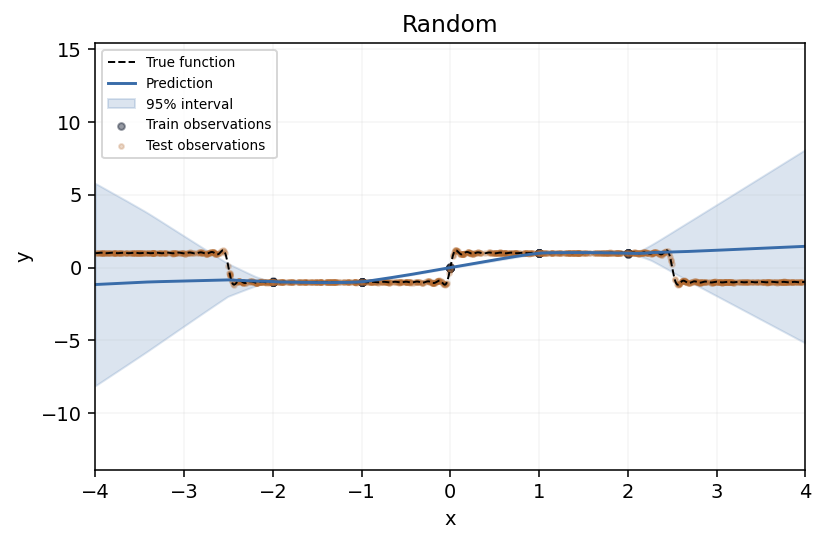 Random
True function
Prediction
95% interval
Train observations
Test observations
15
10
5
0
−5
−10
y
−4 −3 −2 −1 0 1 2 3 4
x